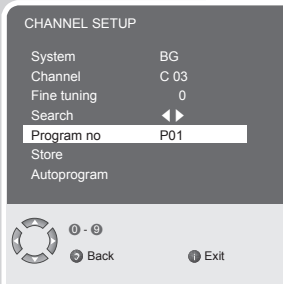 CHANNEL SETUP
System BG
Channel C 03
Fine tuning 0
Search ◀ ▶
Program no P01
Store
Autoprogram
0 - 9
Back i Exit